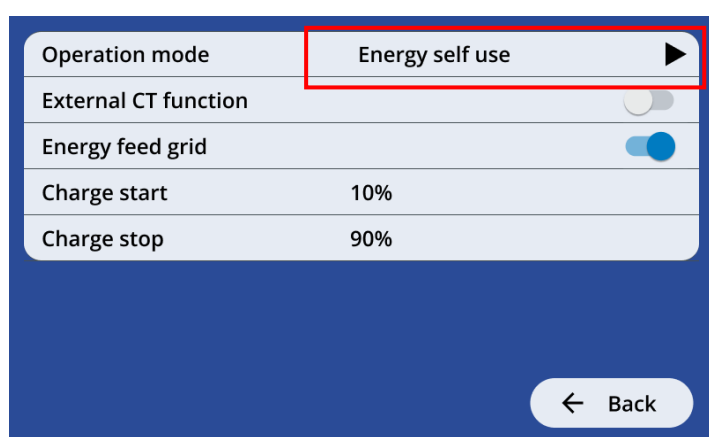 Operation mode Energy self use
External CT function
Energy feed grid
Charge start 10%
Charge stop 90%
Back